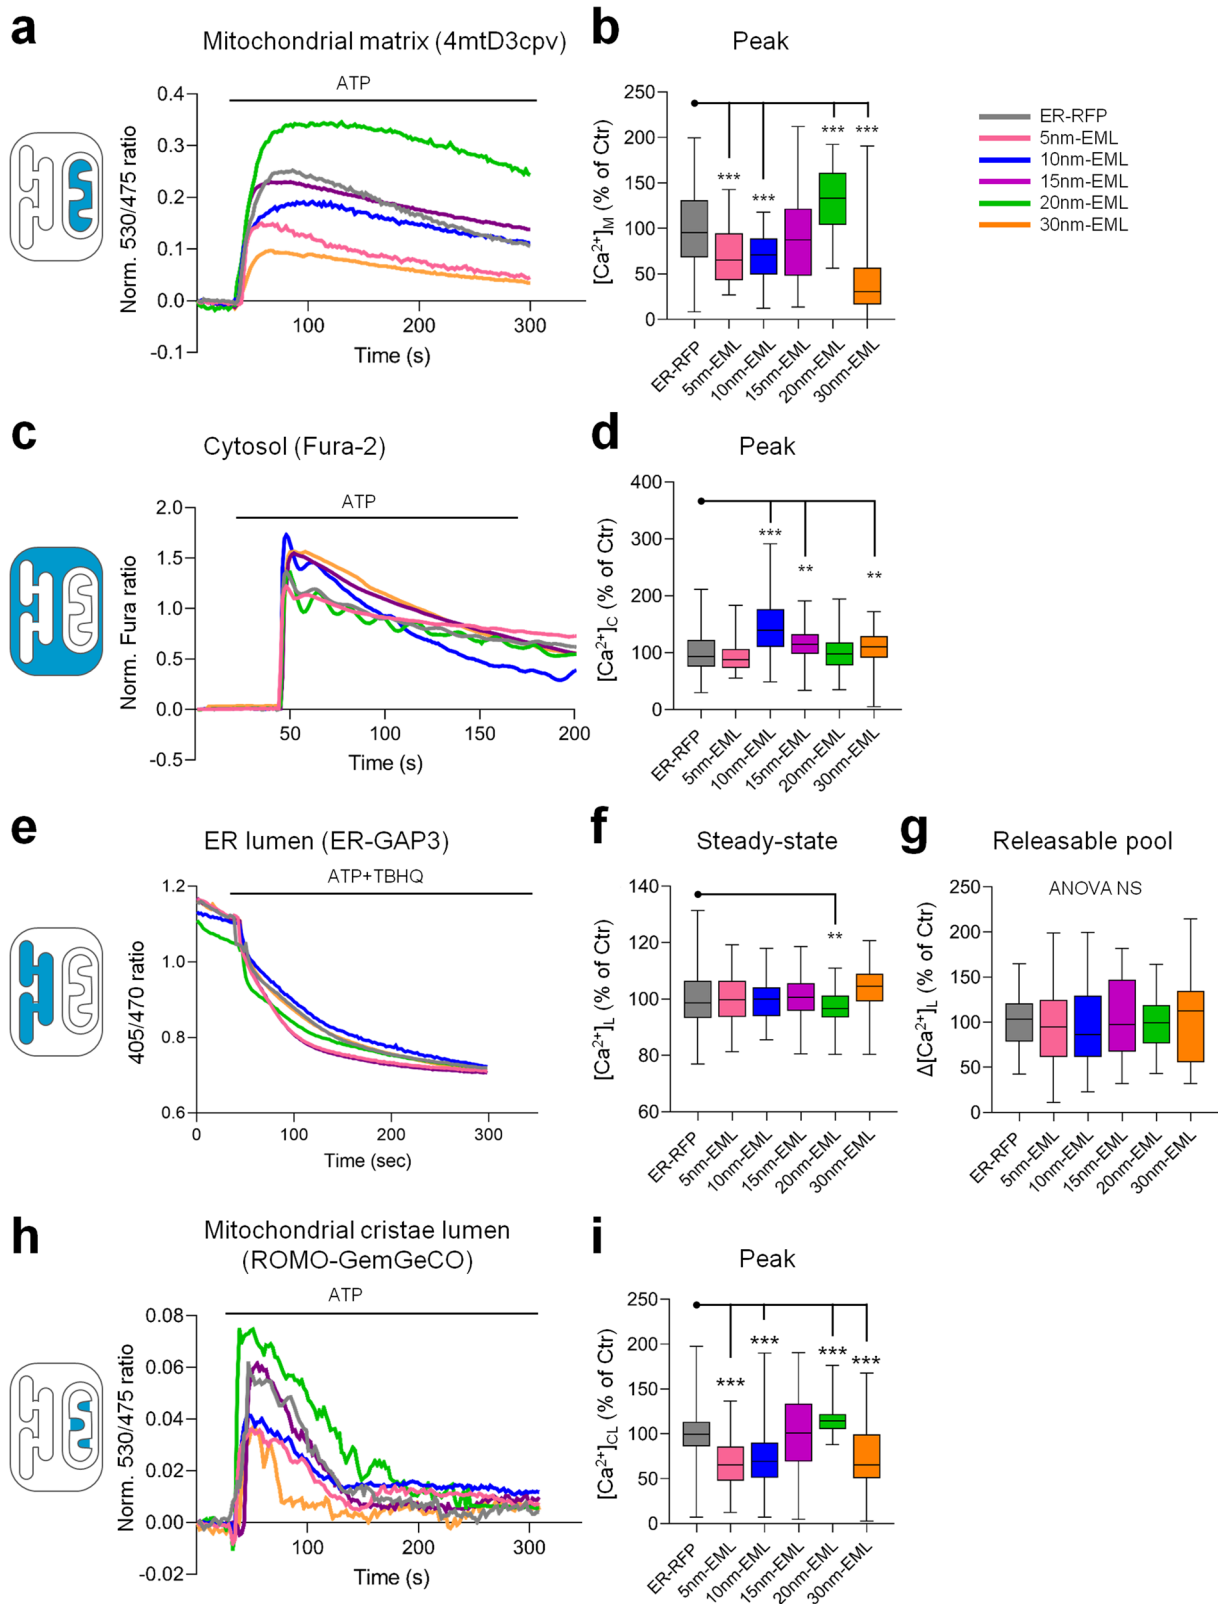 a
Mitochondrial matrix (4mtD3cpv)
ATP
Norm. 530/475 ratio
0.4
0.3
0.2
0.1
0.0
-0.1
100
200
300
Time (s)
b
Peak
[Ca²⁺]M (% of Ctr)
250
200
150
100
50
0
*** *** *** ***
ER-RFP
5nm-EML
10nm-EML
15nm-EML
20nm-EML
30nm-EML
ER-RFP
5nm-EML
10nm-EML
15nm-EML
20nm-EML
30nm-EML
c
Cytosol (Fura-2)
ATP
Norm. Fura ratio
2.0
1.5
1.0
0.5
0.0
-0.5
50
100
150
200
Time (s)
d
Peak
[Ca²⁺]C (% of Ctr)
400
300
200
100
0
*** ** **
ER-RFP
5nm-EML
10nm-EML
15nm-EML
20nm-EML
30nm-EML
e
ER lumen (ER-GAP3)
ATP+TBHQ
405/470 ratio
1.2
1.0
0.8
0.6
0
100
200
300
Time (sec)
f
Steady-state
[Ca²⁺]L (% of Ctr)
140
120
100
80
60
**
ER-RFP
5nm-EML
10nm-EML
15nm-EML
20nm-EML
30nm-EML
g
Releasable pool
ANOVA NS
Δ[Ca²⁺]L (% of Ctr)
250
200
150
100
50
0
ER-RFP
5nm-EML
10nm-EML
15nm-EML
20nm-EML
30nm-EML
h
Mitochondrial cristae lumen
(ROMO-GemGeCO)
ATP
Norm. 530/475 ratio
0.08
0.06
0.04
0.02
0.00
-0.02
100
200
300
Time (s)
i
Peak
[Ca²⁺]CL (% of Ctr)
250
200
150
100
50
0
*** *** *** ***
ER-RFP
5nm-EML
10nm-EML
15nm-EML
20nm-EML
30nm-EML